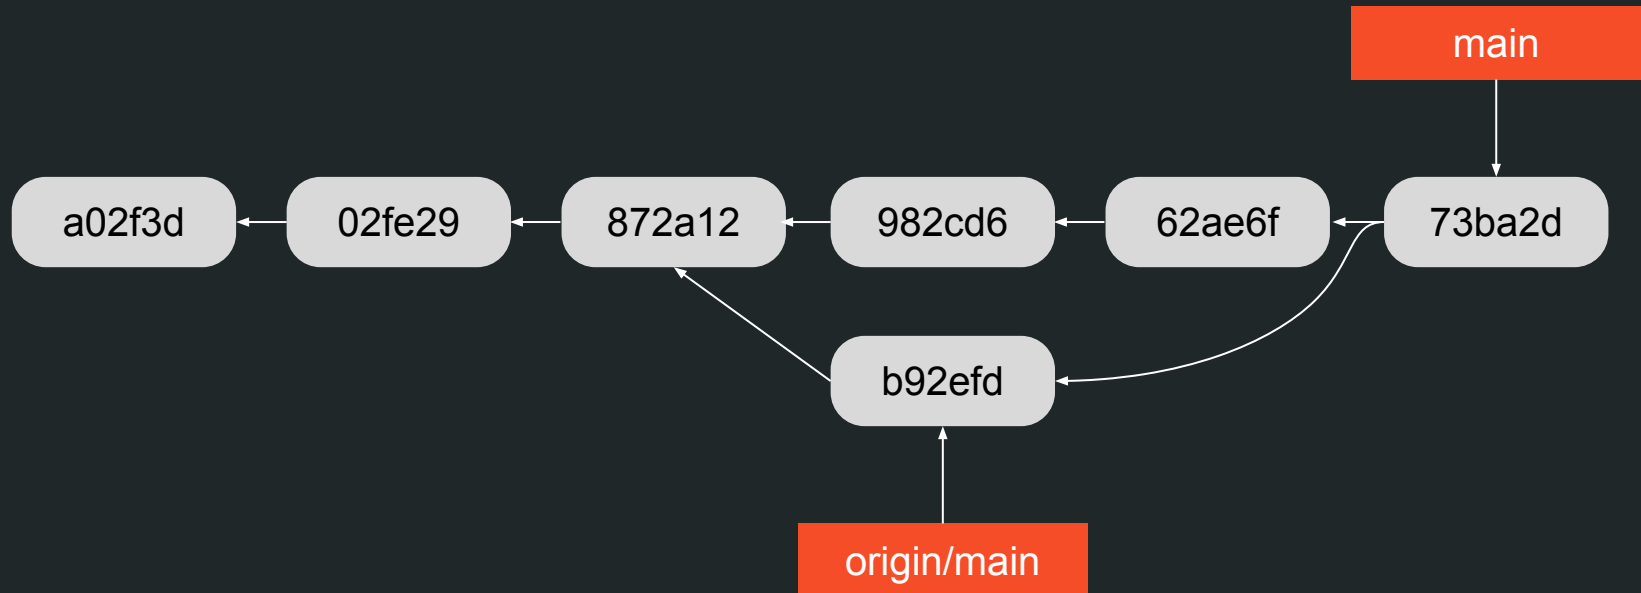 main
a02f3d
02fe29
872a12
982cd6
62ae6f
73ba2d
b92efd
origin/main